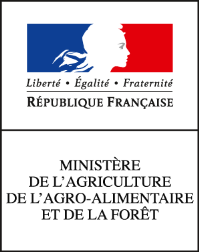 Liberté • Égalité • Fraternité
RÉPUBLIQUE FRANÇAISE
MINISTÈRE
DE L'AGRICULTURE
DE L'AGRO-ALIMENTAIRE
ET DE LA FORÊT